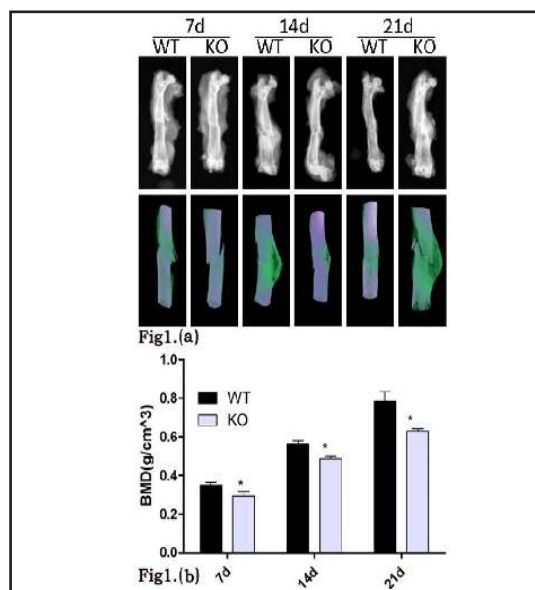 7d 14d 21d
WT KO WT KO WT KO
Fig1.(a)
1.0
0.8
0.6
0.4
0.2
0.0
BMD(g/cm^3)
WT
KO
* * *
7d 14d 21d
Fig1.(b)